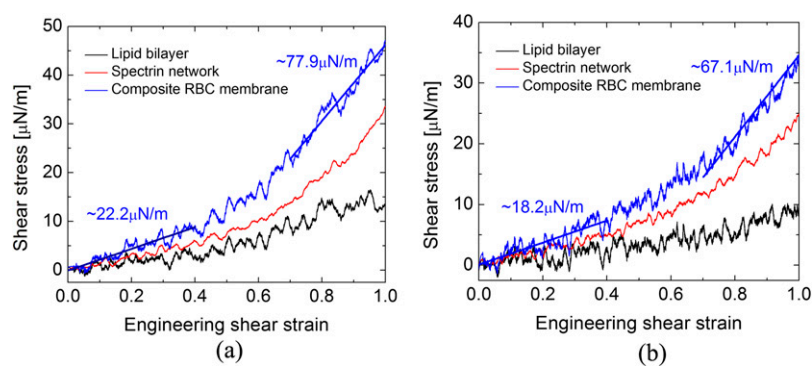 50
40
30
20
10
0
Shear stress [μN/m]
Lipid bilayer
Spectrin network
Composite RBC membrane
~77.9μN/m
~22.2μN/m
0.0 0.2 0.4 0.6 0.8 1.0
Engineering shear strain
(a)
40
30
20
10
0
Shear stress [μN/m]
Lipid bilayer
Spectrin network
Composite RBC membrane
~67.1μN/m
~18.2μN/m
0.0 0.2 0.4 0.6 0.8 1.0
Engineering shear strain
(b)